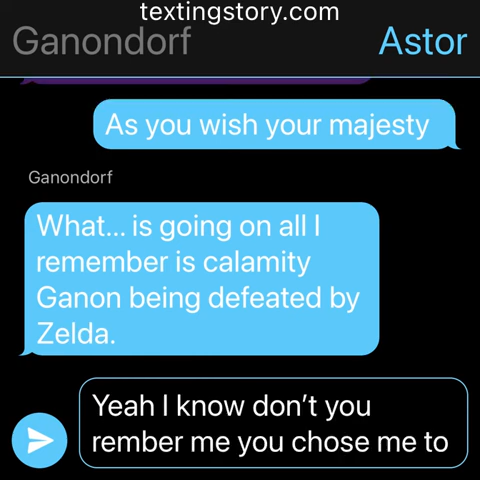 textingstory.com
Ganondorf Astor
As you wish your majesty
Ganondorf
What... is going on all I
remember is calamity
Ganon being defeated by
Zelda.
Yeah I know don't you
rember me you chose me to